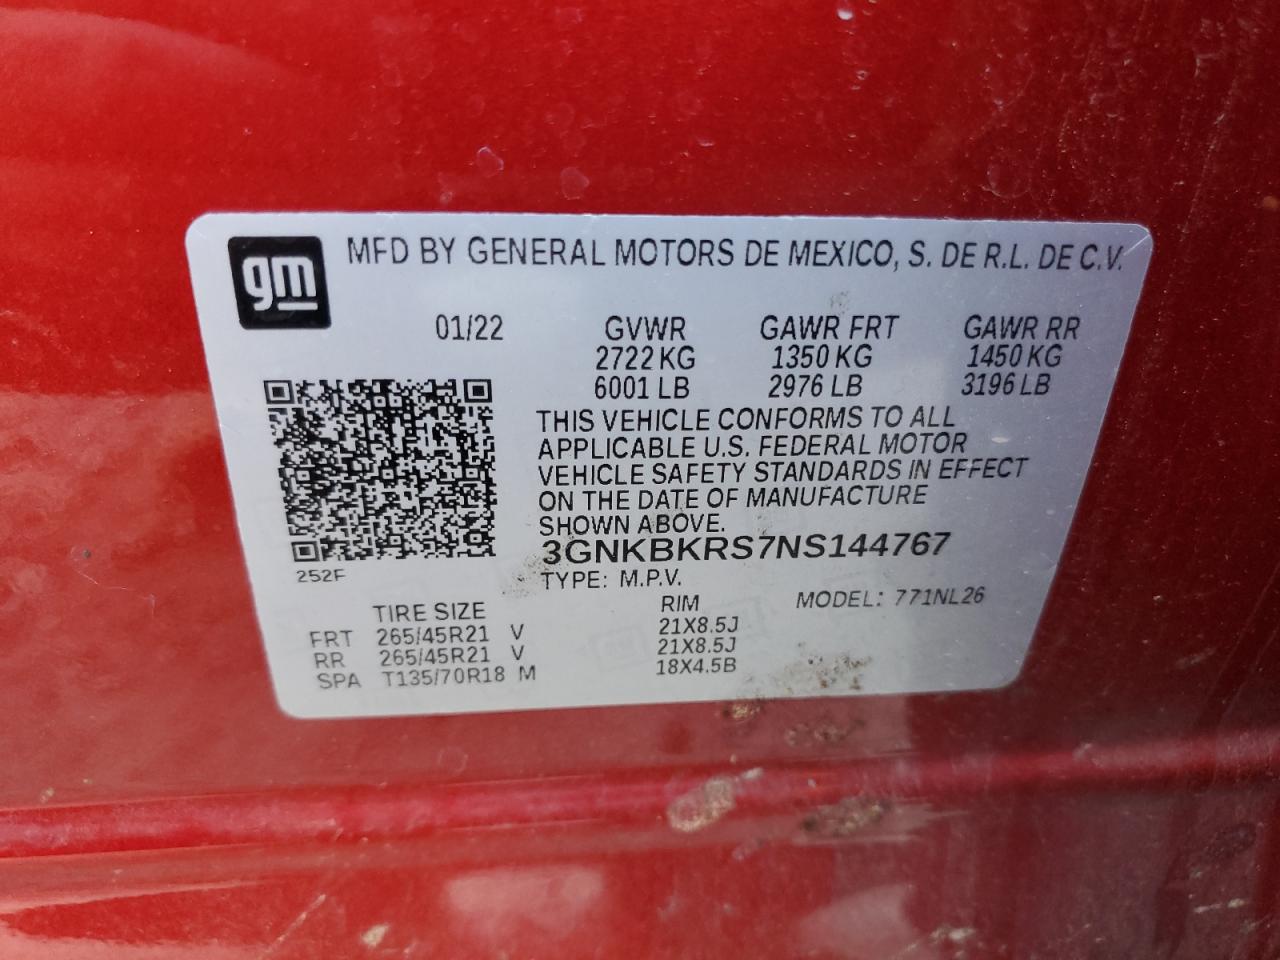 gm
MFD BY GENERAL MOTORS DE MEXICO, S. DE R.L. DE C.V.
01/22 GVWR GAWR FRT GAWR RR
2722 KG 1350 KG 1450 KG
6001 LB 2976 LB 3196 LB
THIS VEHICLE CONFORMS TO ALL
APPLICABLE U.S. FEDERAL MOTOR
VEHICLE SAFETY STANDARDS IN EFFECT
ON THE DATE OF MANUFACTURE
SHOWN ABOVE.
3GNKBKRS7NS144767
252F
TYPE: M.P.V.
MODEL: 771NL26
TIRE SIZE RIM
FRT 265/45R21 V 21X8.5J
RR 265/45R21 V 21X8.5J
SPA T135/70R18 M 18X4.5B